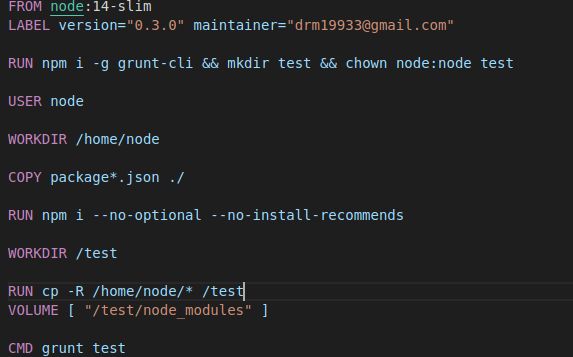 FROM node:14-slim
LABEL version="0.3.0" maintainer="drm19933@gmail.com"
RUN npm i -g grunt-cli && mkdir test && chown node:node test
USER node
WORKDIR /home/node
COPY package*.json ./
RUN npm i --no-optional --no-install-recommends
WORKDIR /test
RUN cp -R /home/node/* /test
VOLUME [ "/test/node_modules" ]
CMD grunt test